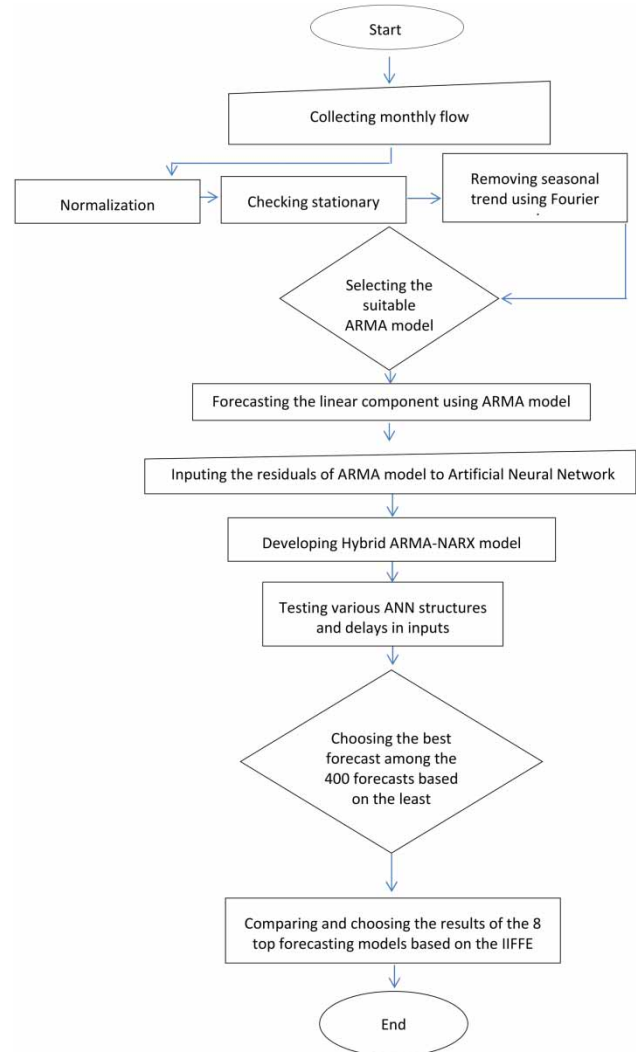 Start
Collecting monthly flow
Normalization
Checking stationary
Removing seasonal
trend using Fourier
.
Selecting the
suitable
ARMA model
Forecasting the linear component using ARMA model
Inputing the residuals of ARMA model to Artificial Neural Network
Developing Hybrid ARMA-NARX model
Testing various ANN structures
and delays in inputs
Choosing the best
forecast among the
400 forecasts based
on the least
Comparing and choosing the results of the 8
top forecasting models based on the IIFFE
End